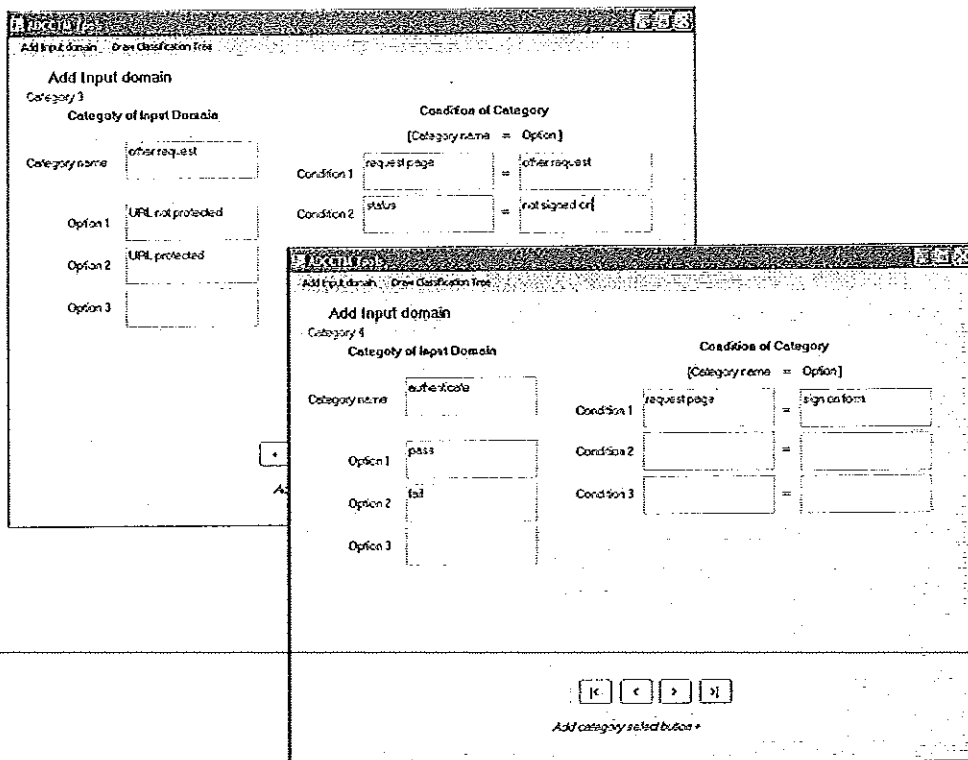 Add Input domain Draw Classification Tree
Add Input domain
Category 3
Categoty of Input Domain
Condition of Category
[Category name = Option]
Category name
other request
Condition 1
request page
=
other request
Condition 2
status
=
not signed on
Option 1
URL not protected
Option 2
URL protected
Option 3
Tools
Add Input domain Draw Classification Tree
Add Input domain
Category 4
Categoty of Input Domain
Condition of Category
[Category name = Option]
Category name
authenticate
Condition 1
request page
=
sign on form
Option 1
pass
Condition 2
=
Option 2
fail
Condition 3
=
Option 3
|<
<
>
>|
Add category select button +